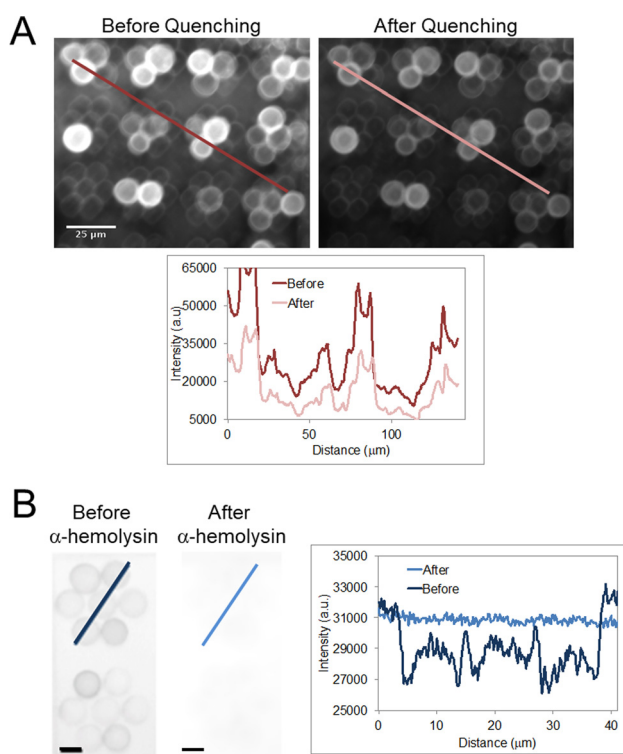 A
Before Quenching
After Quenching
25 μm
65000
50000
35000
20000
5000
Intensity (a.u)
Before
After
0
50
100
Distance (μm)
B
Before
α-hemolysin
After
α-hemolysin
35000
33000
31000
29000
27000
25000
Intensity (a.u.)
After
Before
0
10
20
30
40
Distance (μm)